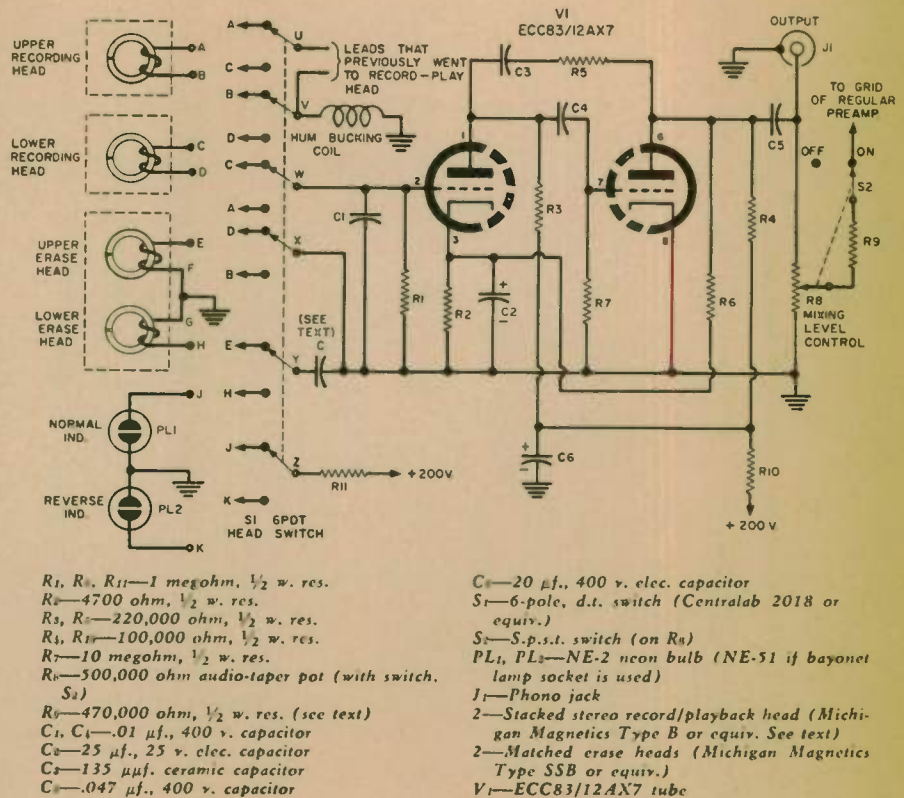 V1
ECC83/12AX7
OUTPUT
J1
UPPER
RECORDING
HEAD
A
B
LOWER
RECORDING
HEAD
C
D
UPPER
ERASE
HEAD
E
F
LOWER
ERASE
HEAD
G
H
NORMAL
IND.
PL1
J
REVERSE
IND.
PL2
K
A
U
C
B
V
D
C
W
A
D
X
B
E
Y
H
J
Z
K
S1 6PDT
HEAD SWITCH
LEADS THAT
PREVIOUSLY WENT
TO RECORD-PLAY
HEAD
HUM BUCKING
COIL
(SEE
TEXT)
C
R11
+200V
C1
R1
1
2
3
R2
C2
+
−
C3
R5
C4
R3
6
7
8
R7
R6
C5
R4
C6
+
−
R10
+200V
TO GRID
OF REGULAR
PREAMP.
OFF
ON
S2
R9
R8
MIXING
LEVEL
CONTROL
R1, R11—1 megohm, 1/2 w. res.
4700 ohm, 1/2 w. res.
R3, 220,000 ohm, 1/2 w. res.
100,000 ohm, 1/2 w. res.
R7—10 megohm, 1/2 w. res.
500,000 ohm audio-taper pot (with switch,
S2)
470,000 ohm, 1/2 w. res. (see text)
C1, C4—.01 μf., 400 v. capacitor
25 μf., 25 v. elec. capacitor
C3—135 μμf. ceramic capacitor
.047 μf., 400 v. capacitor
20 μf., 400 v. elec. capacitor
S1—6-pole, d.t. switch (Centralab 2018 or
equiv.)
S.p.s.t. switch (on R8)
PL1, PL2—NE-2 neon bulb (NE-51 if bayonet
lamp socket is used)
J1—Phono jack
2—Stacked stereo record/playback head (Michi-
gan Magnetics Type B or equiv. See text)
2—Matched erase heads (Michigan Magnetics
Type SSB or equiv.)
V1—ECC83/12AX7 tube